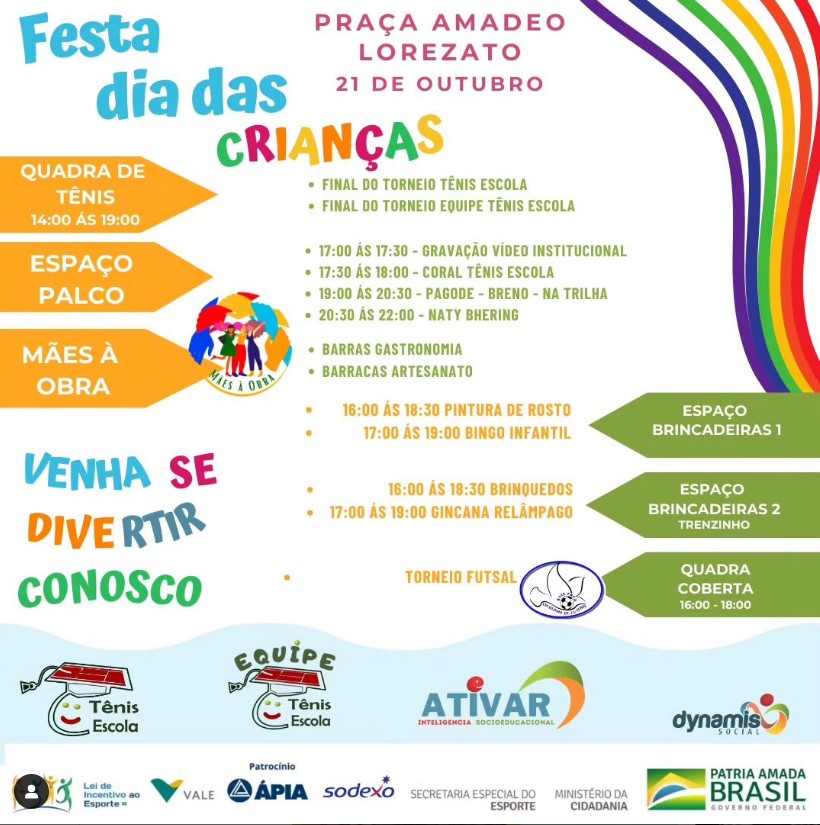 Festa
dia das
CRIANÇAS
PRAÇA AMADEO
LOREZATO
21 DE OUTUBRO
QUADRA DE
TÊNIS
14:00 ÁS 19:00
• FINAL DO TORNEIO TÊNIS ESCOLA
• FINAL DO TORNEIO EQUIPE TÊNIS ESCOLA
ESPAÇO
PALCO
• 17:00 ÁS 17:30 - GRAVAÇÃO VÍDEO INSTITUCIONAL
• 17:30 ÁS 18:00 - CORAL TÊNIS ESCOLA
• 19:00 ÁS 20:30 - PAGODE - BRENO - NA TRILHA
• 20:30 ÁS 22:00 - NATY BHERING
MÃES À
OBRA
MÃES À OBRA
• BARRAS GASTRONOMIA
• BARRACAS ARTESANATO
• 16:00 ÁS 18:30 PINTURA DE ROSTO
• 17:00 ÁS 19:00 BINGO INFANTIL
ESPAÇO
BRINCADEIRAS 1
• 16:00 ÁS 18:30 BRINQUEDOS
• 17:00 ÁS 19:00 GINCANA RELÂMPAGO
ESPAÇO
BRINCADEIRAS 2
TRENZINHO
• TORNEIO FUTSAL
QUADRA
COBERTA
16:00 - 18:00
VENHA SE
DIVERTIR
CONOSCO
Tênis
Escola
EQUIPE
Tênis
Escola
ATIVAR
INTELIGENCIA SOCIOEDUCACIONAL
dynamis
SOCIAL
Lei de
Incentivo ao
Esporte
VALE
Patrocínio
ÁPIA
sodexo
SECRETARIA ESPECIAL DO
ESPORTE
MINISTÉRIO DA
CIDADANIA
PÁTRIA AMADA
BRASIL
GOVERNO FEDERAL